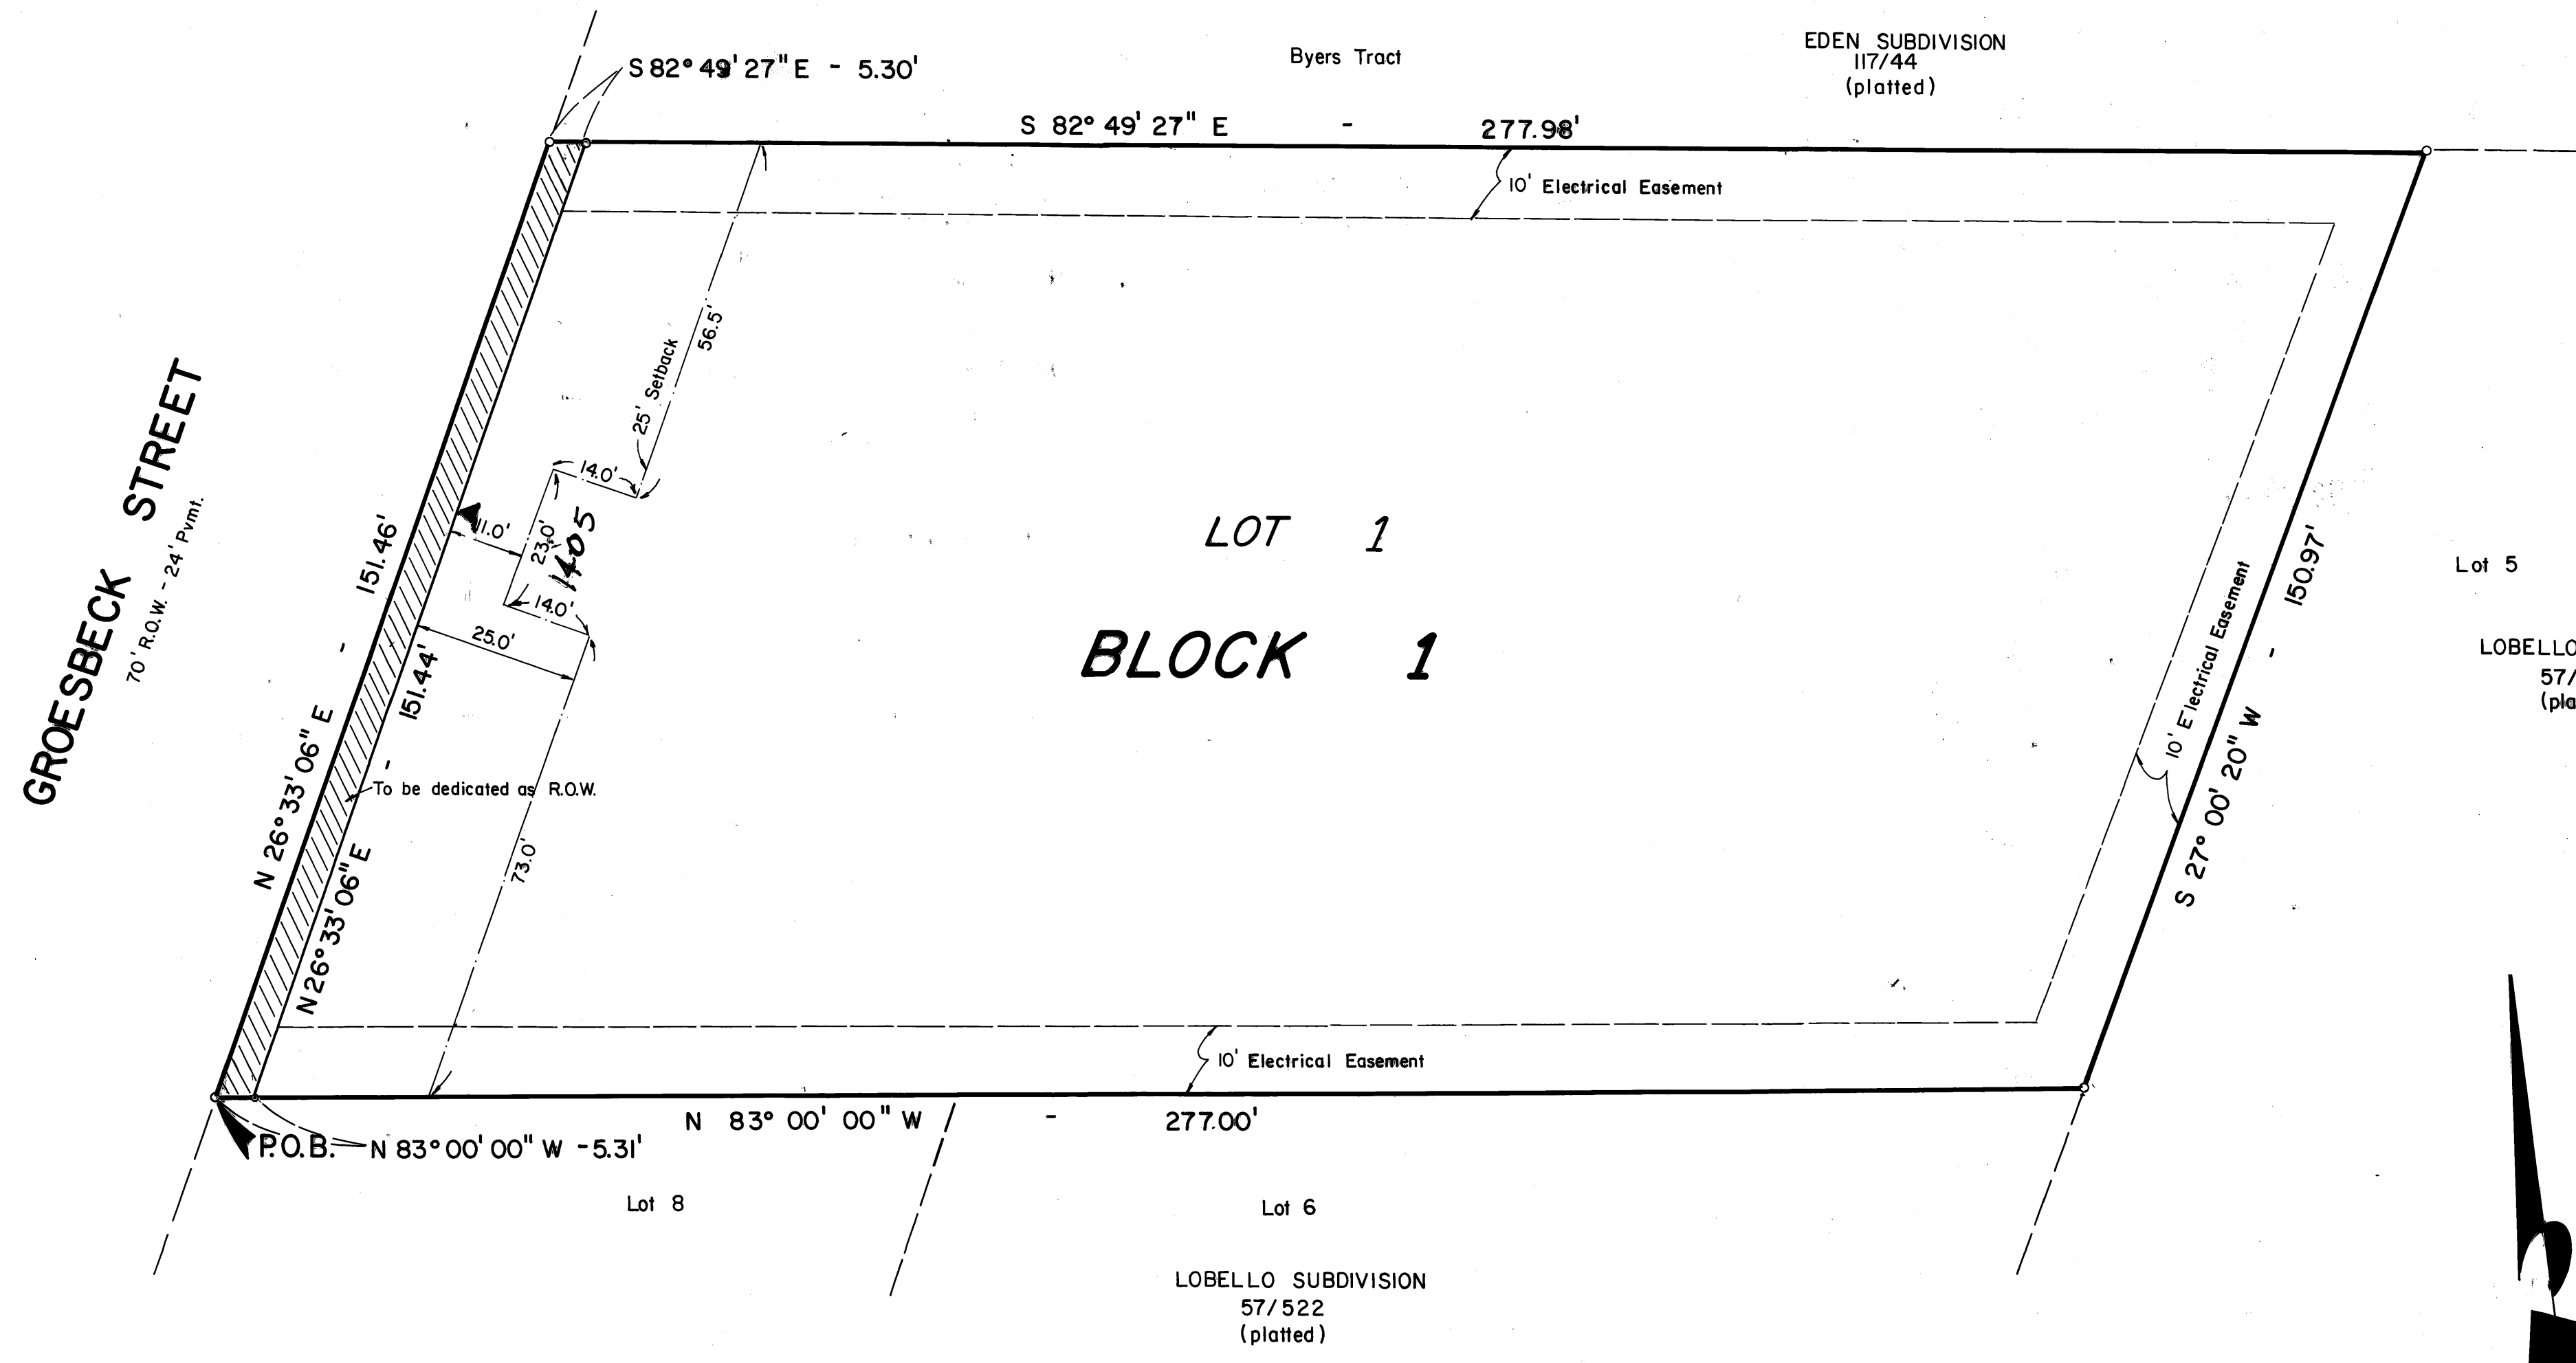 EDEN SUBDIVISION
117/44
(platted)
Byers Tract
S 82° 49' 27" E - 5.30'
S 82° 49' 27" E - 277.98'
10' Electrical Easement
56.5'
25' Setback
GROESBECK STREET
70' R.O.W. - 24' Pvmt.
N 26° 33' 06" E - 151.46'
N 26° 33' 06" E - 151.44'
14.0'
11.0'
23.0'
1405
14.0'
25.0'
LOT 1
BLOCK 1
To be dedicated as R.O.W.
73.0'
10' Electrical Easement
S 27° 00' 20" W - 150.97'
Lot 5
LOBELLO
57/
(pla
10' Electrical Easement
N 83° 00' 00" W - 277.00'
P.O.B.
N 83° 00' 00" W - 5.31'
Lot 8
Lot 6
LOBELLO SUBDIVISION
57/522
(platted)